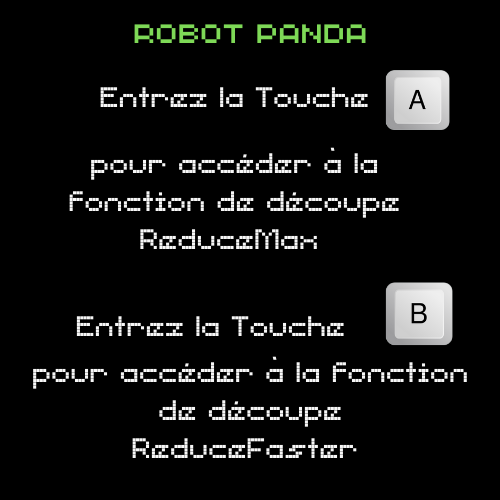 ROBOT PANDA
Entrez la Touche A
pour accéder à la
fonction de découpe
ReduceMax
Entrez la Touche B
pour accéder à la fonction
de découpe
ReduceFaster